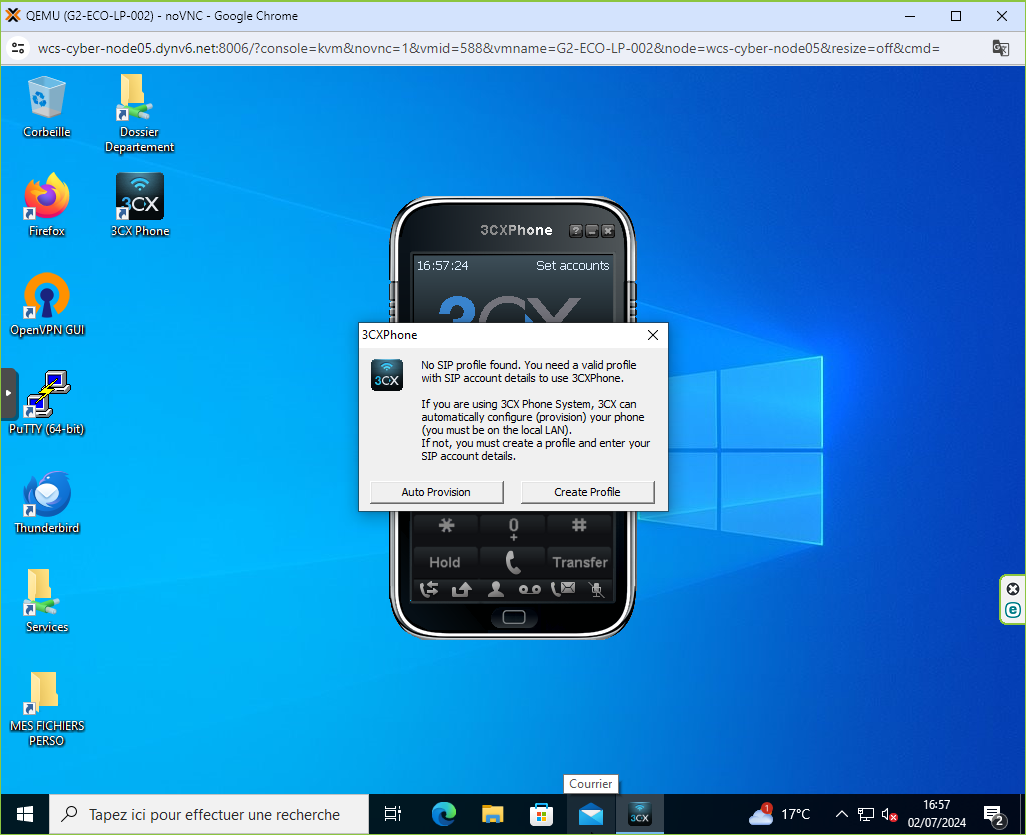 QEMU (G2-ECO-LP-002) - noVNC - Google Chrome
wcs-cyber-node05.dynv6.net:8006/?console=kvm&novnc=1&vmid=588&vmname=G2-ECO-LP-002&node=wcs-cyber-node05&resize=off&cmd=
Corbeille
Dossier
Departement
Firefox
3CX
3CX Phone
OpenVPN GUI
PuTTY (64-bit)
Thunderbird
Services
MES FICHIERS
PERSO
3CXPhone
16:57:24
Set accounts
3CX
3CXPhone
3CX
No SIP profile found. You need a valid profile
with SIP account details to use 3CXPhone.
If you are using 3CX Phone System, 3CX can
automatically configure (provision) your phone
(you must be on the local LAN).
If not, you must create a profile and enter your
SIP account details.
Auto Provision
Create Profile
* 0 #
+
Hold
Transfer
Courrier
Tapez ici pour effectuer une recherche
3CX
1
17°C
16:57
02/07/2024
2